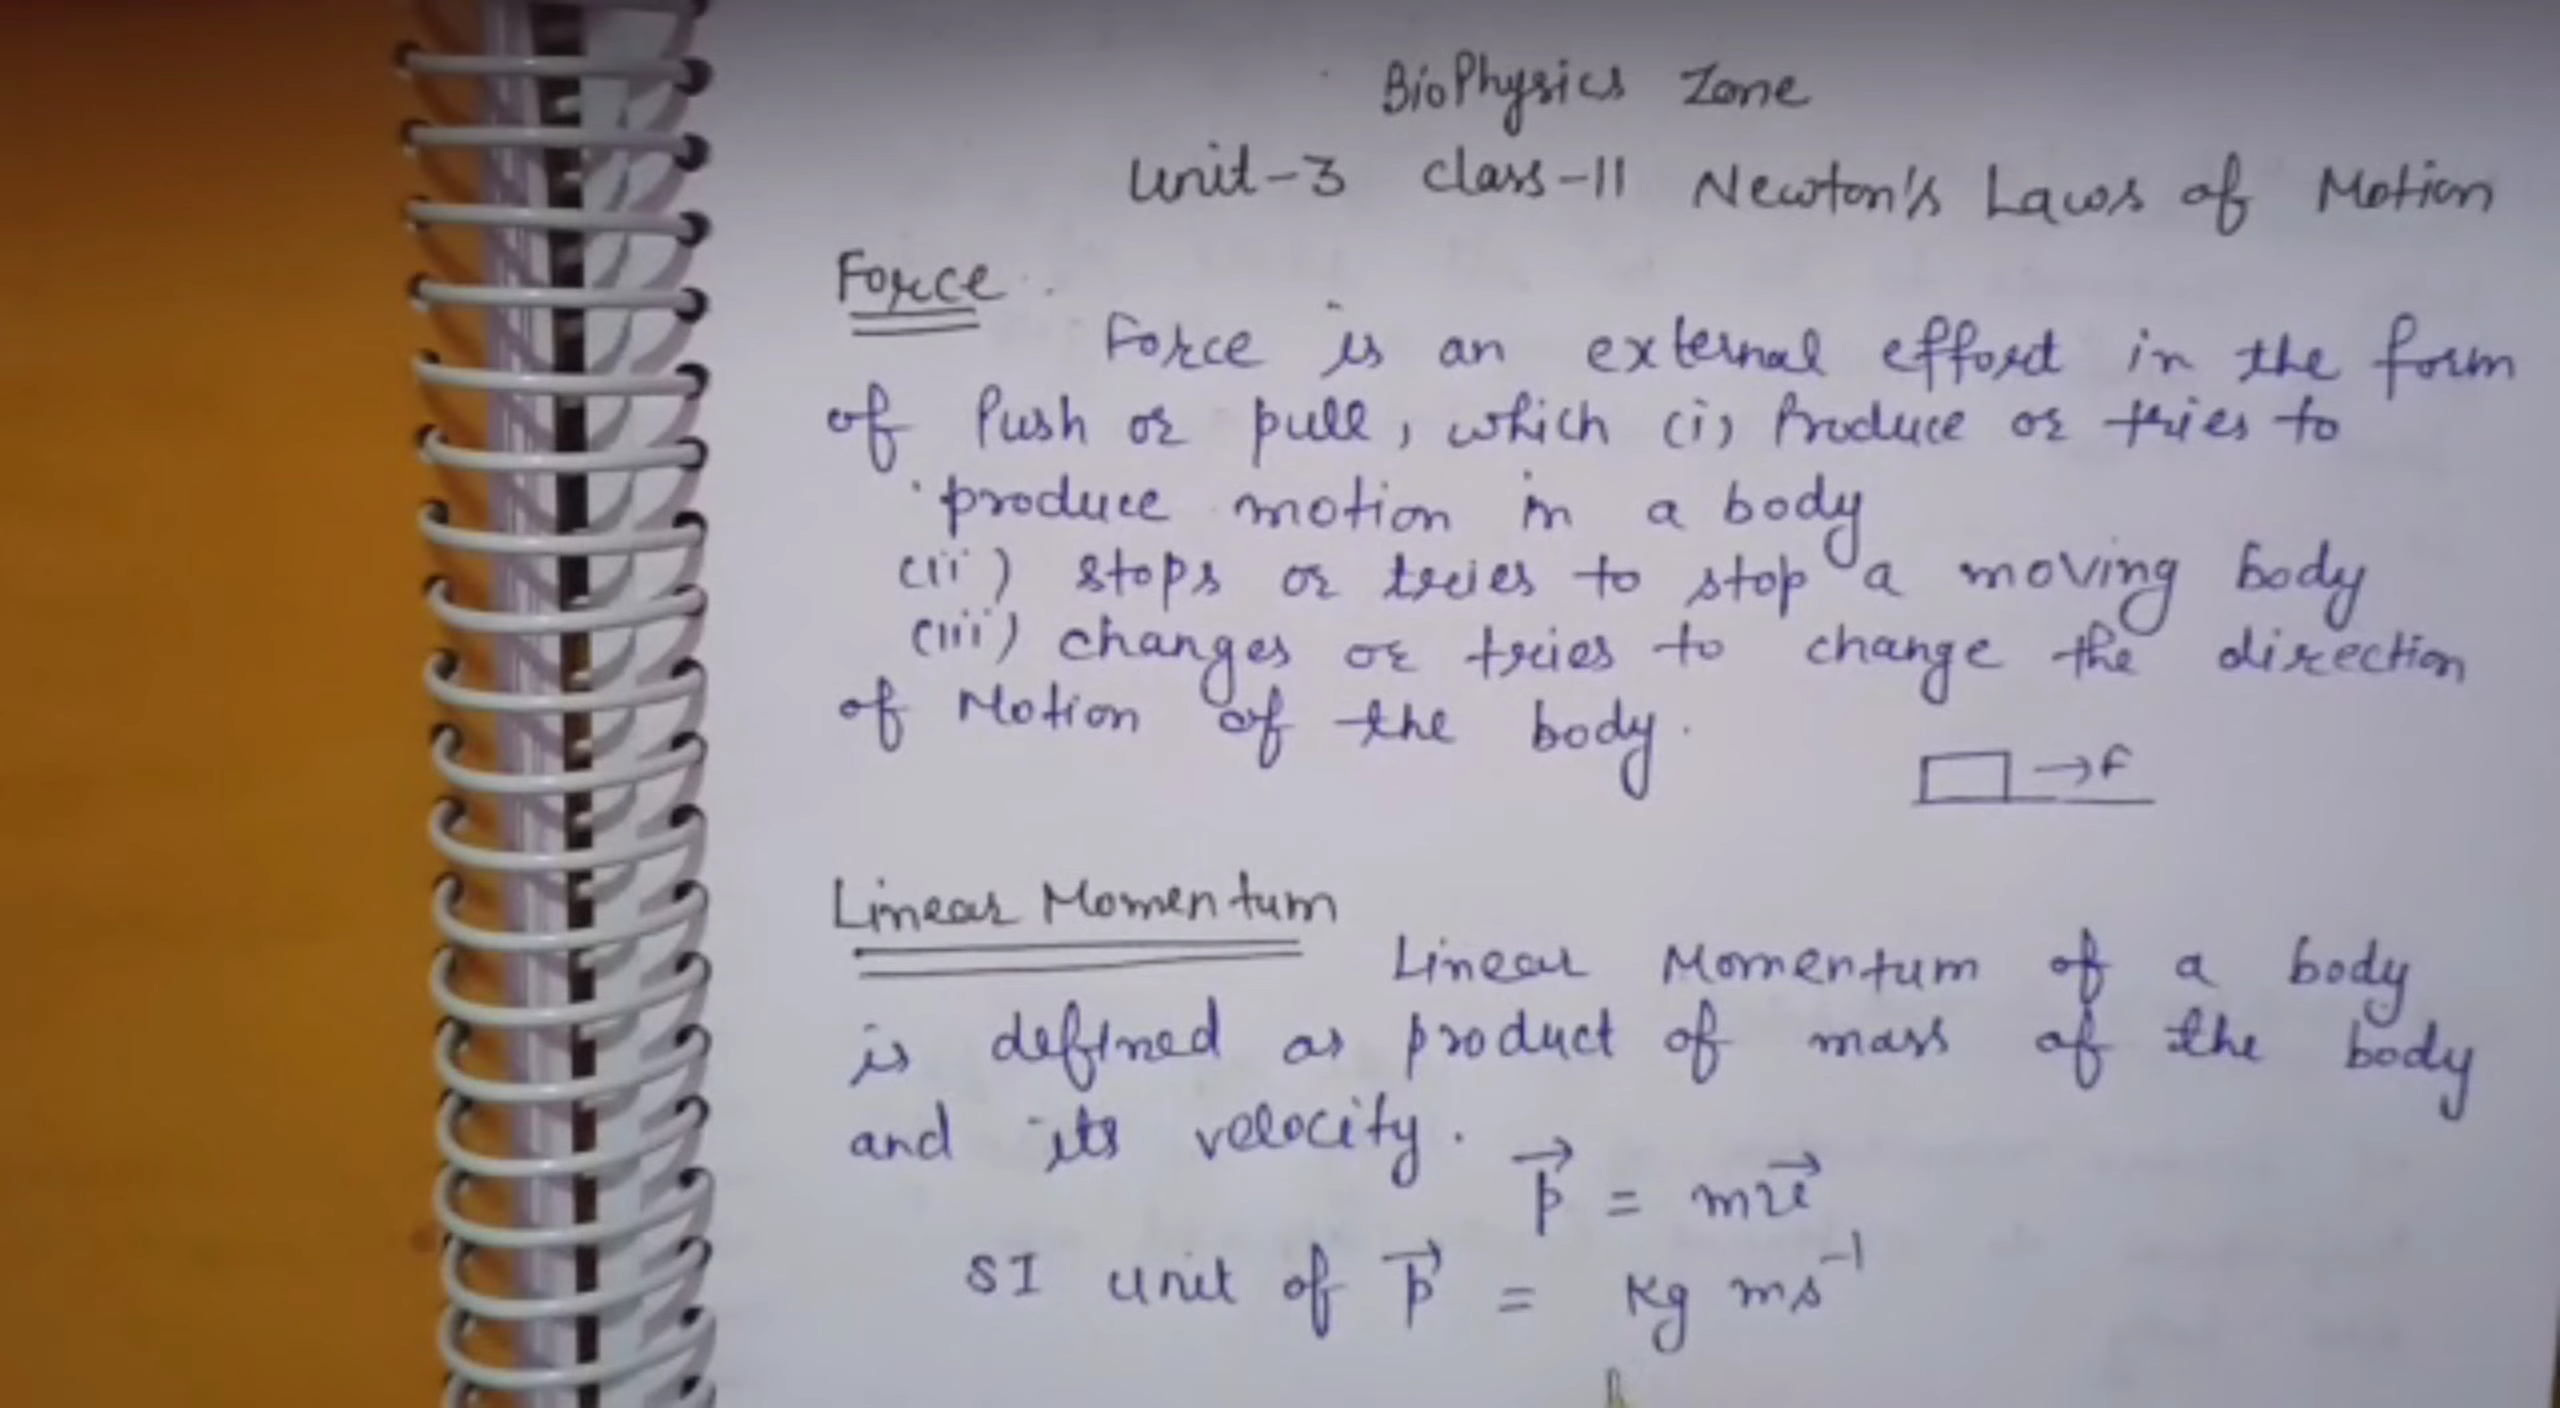 BioPhysics Zone
Unit-3 class-11 Newton's Laws of Motion
Force
Force is an external effort in the form
of Push or pull, which (i) Produce or tries to
produce motion in a body
(ii) stops or tries to stop a moving body
(iii) changes or tries to change the direction
of Motion of the body.
→F
Linear Momentum
Linear Momentum of a body
is defined as product of mass of the body
and its velocity.
p⃗ = mv⃗
SI unit of p⃗ = Kg ms⁻¹